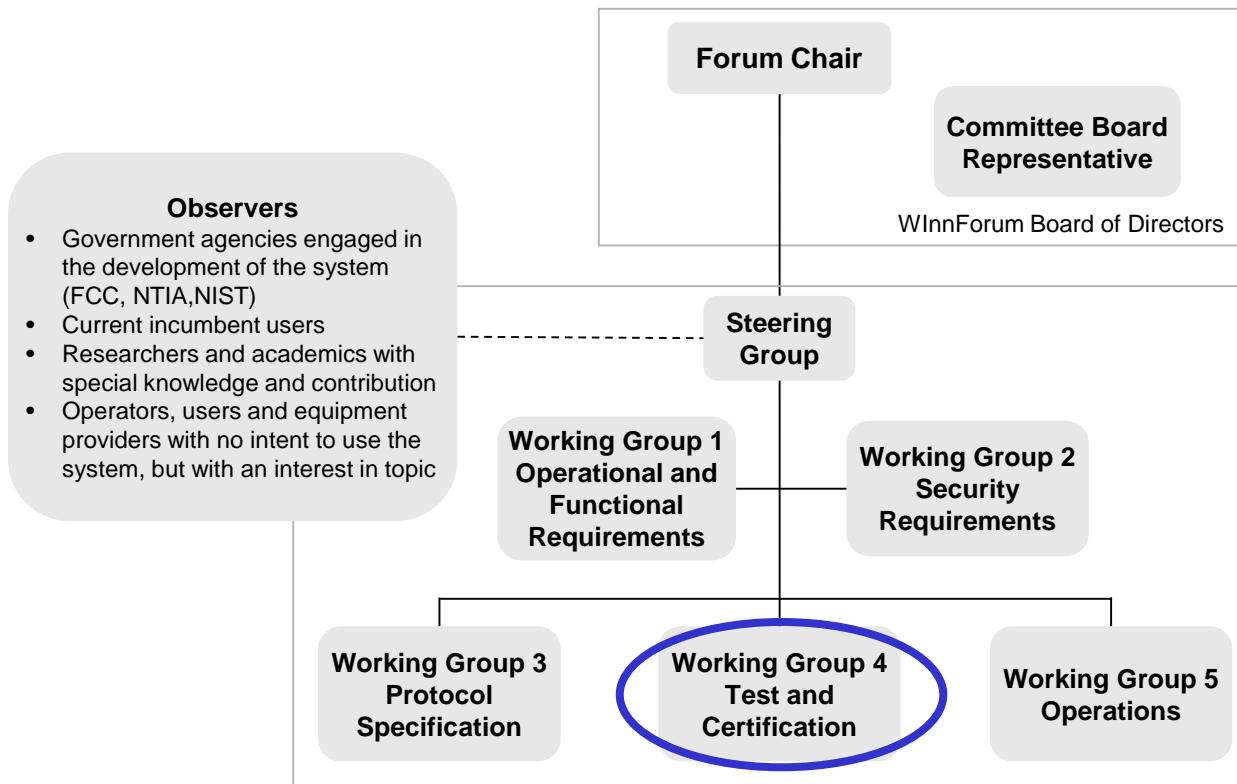 Forum Chair
Committee Board
Representative
WInnForum Board of Directors
Observers
• Government agencies engaged in
the development of the system
(FCC, NTIA,NIST)
• Current incumbent users
• Researchers and academics with
special knowledge and contribution
• Operators, users and equipment
providers with no intent to use the
system, but with an interest in topic
Steering
Group
Working Group 1
Operational and
Functional
Requirements
Working Group 2
Security
Requirements
Working Group 3
Protocol
Specification
Working Group 4
Test and
Certification
Working Group 5
Operations